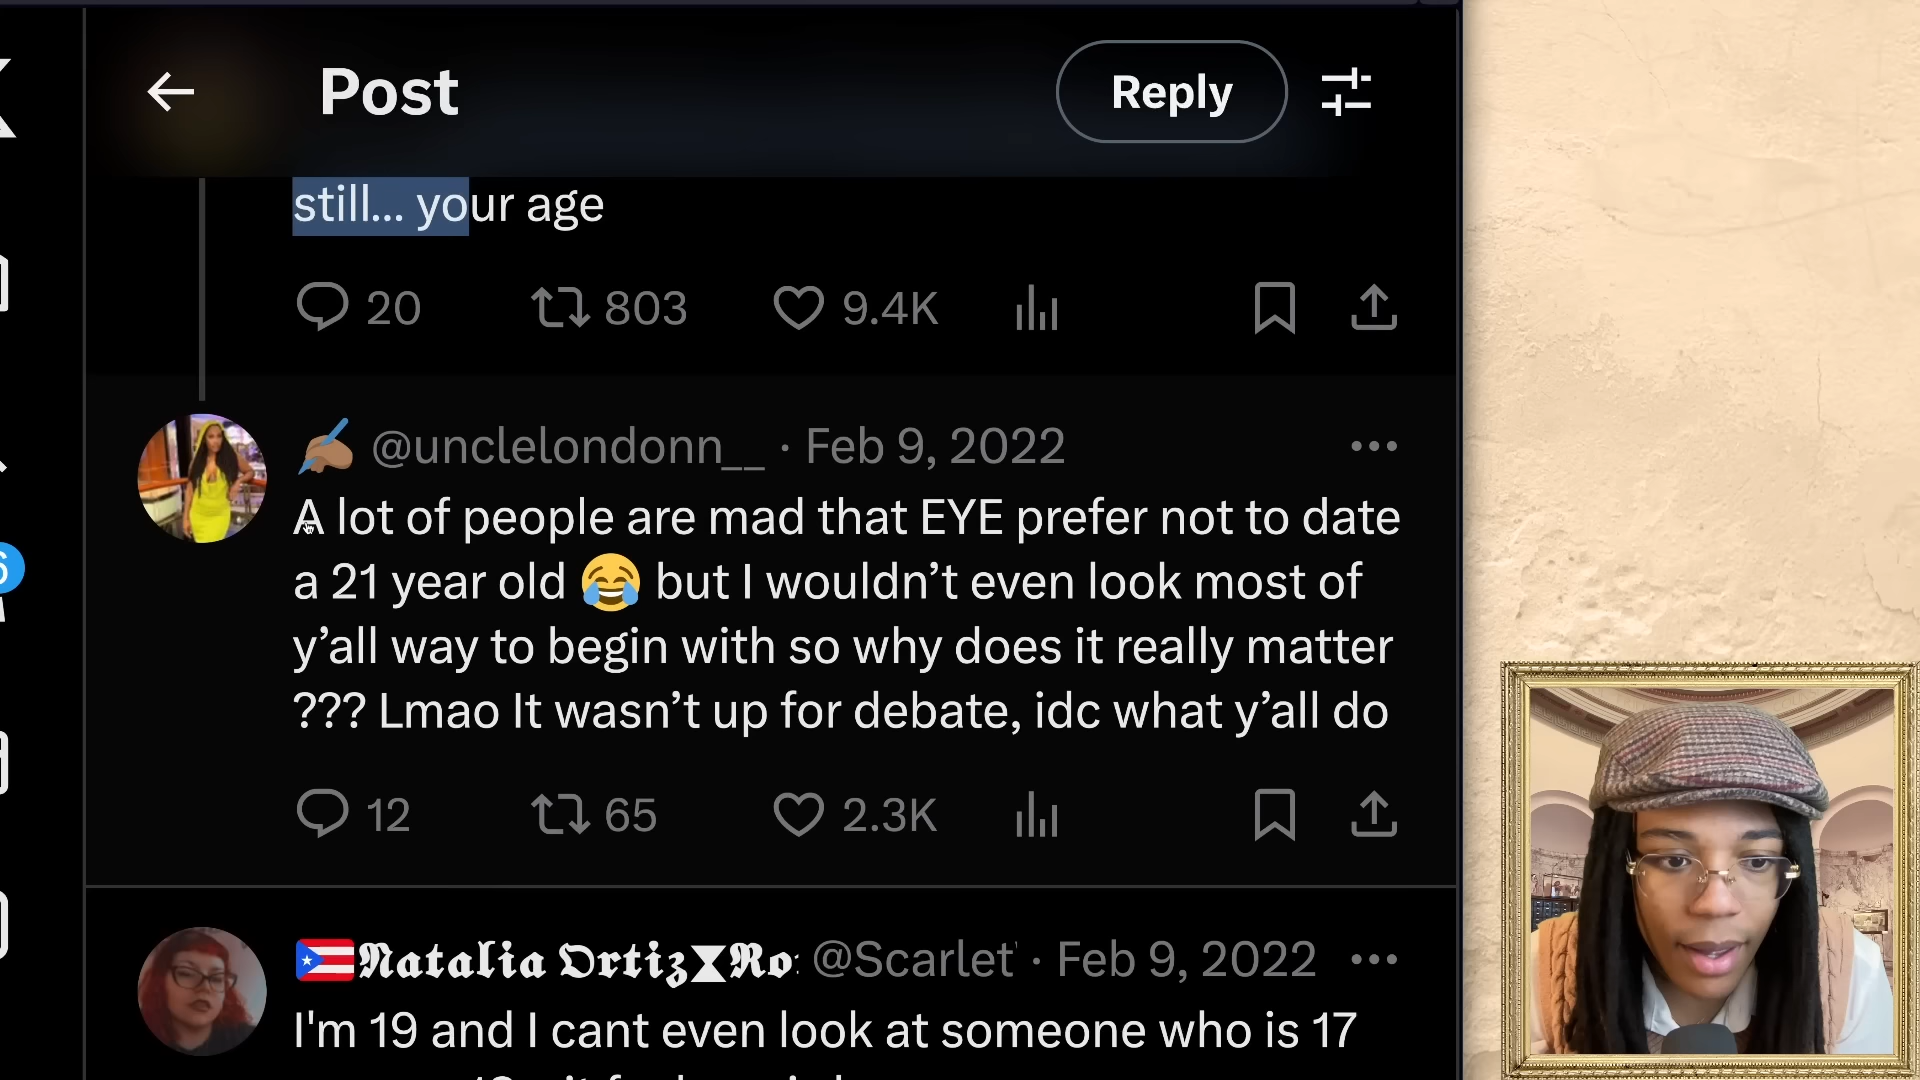 Post
Reply
still... your age
20 803 9.4K
✍🏽 @unclelondonn__ · Feb 9, 2022
A lot of people are mad that EYE prefer not to date
a 21 year old 😂 but I wouldn’t even look most of
y’all way to begin with so why does it really matter
??? Lmao It wasn’t up for debate, idc what y’all do
12 65 2.3K
🇵🇷𝕹𝖆𝖙𝖆𝖑𝖎𝖆 𝕺𝖗𝖙𝖎𝖟⧗𝕽𝖔 @Scarlet · Feb 9, 2022
I'm 19 and I cant even look at someone who is 17